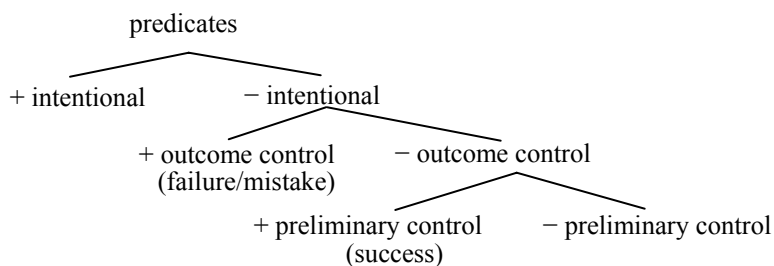 predicates
+ intentional − intentional
+ outcome control − outcome control
(failure/mistake)
+ preliminary control − preliminary control
(success)